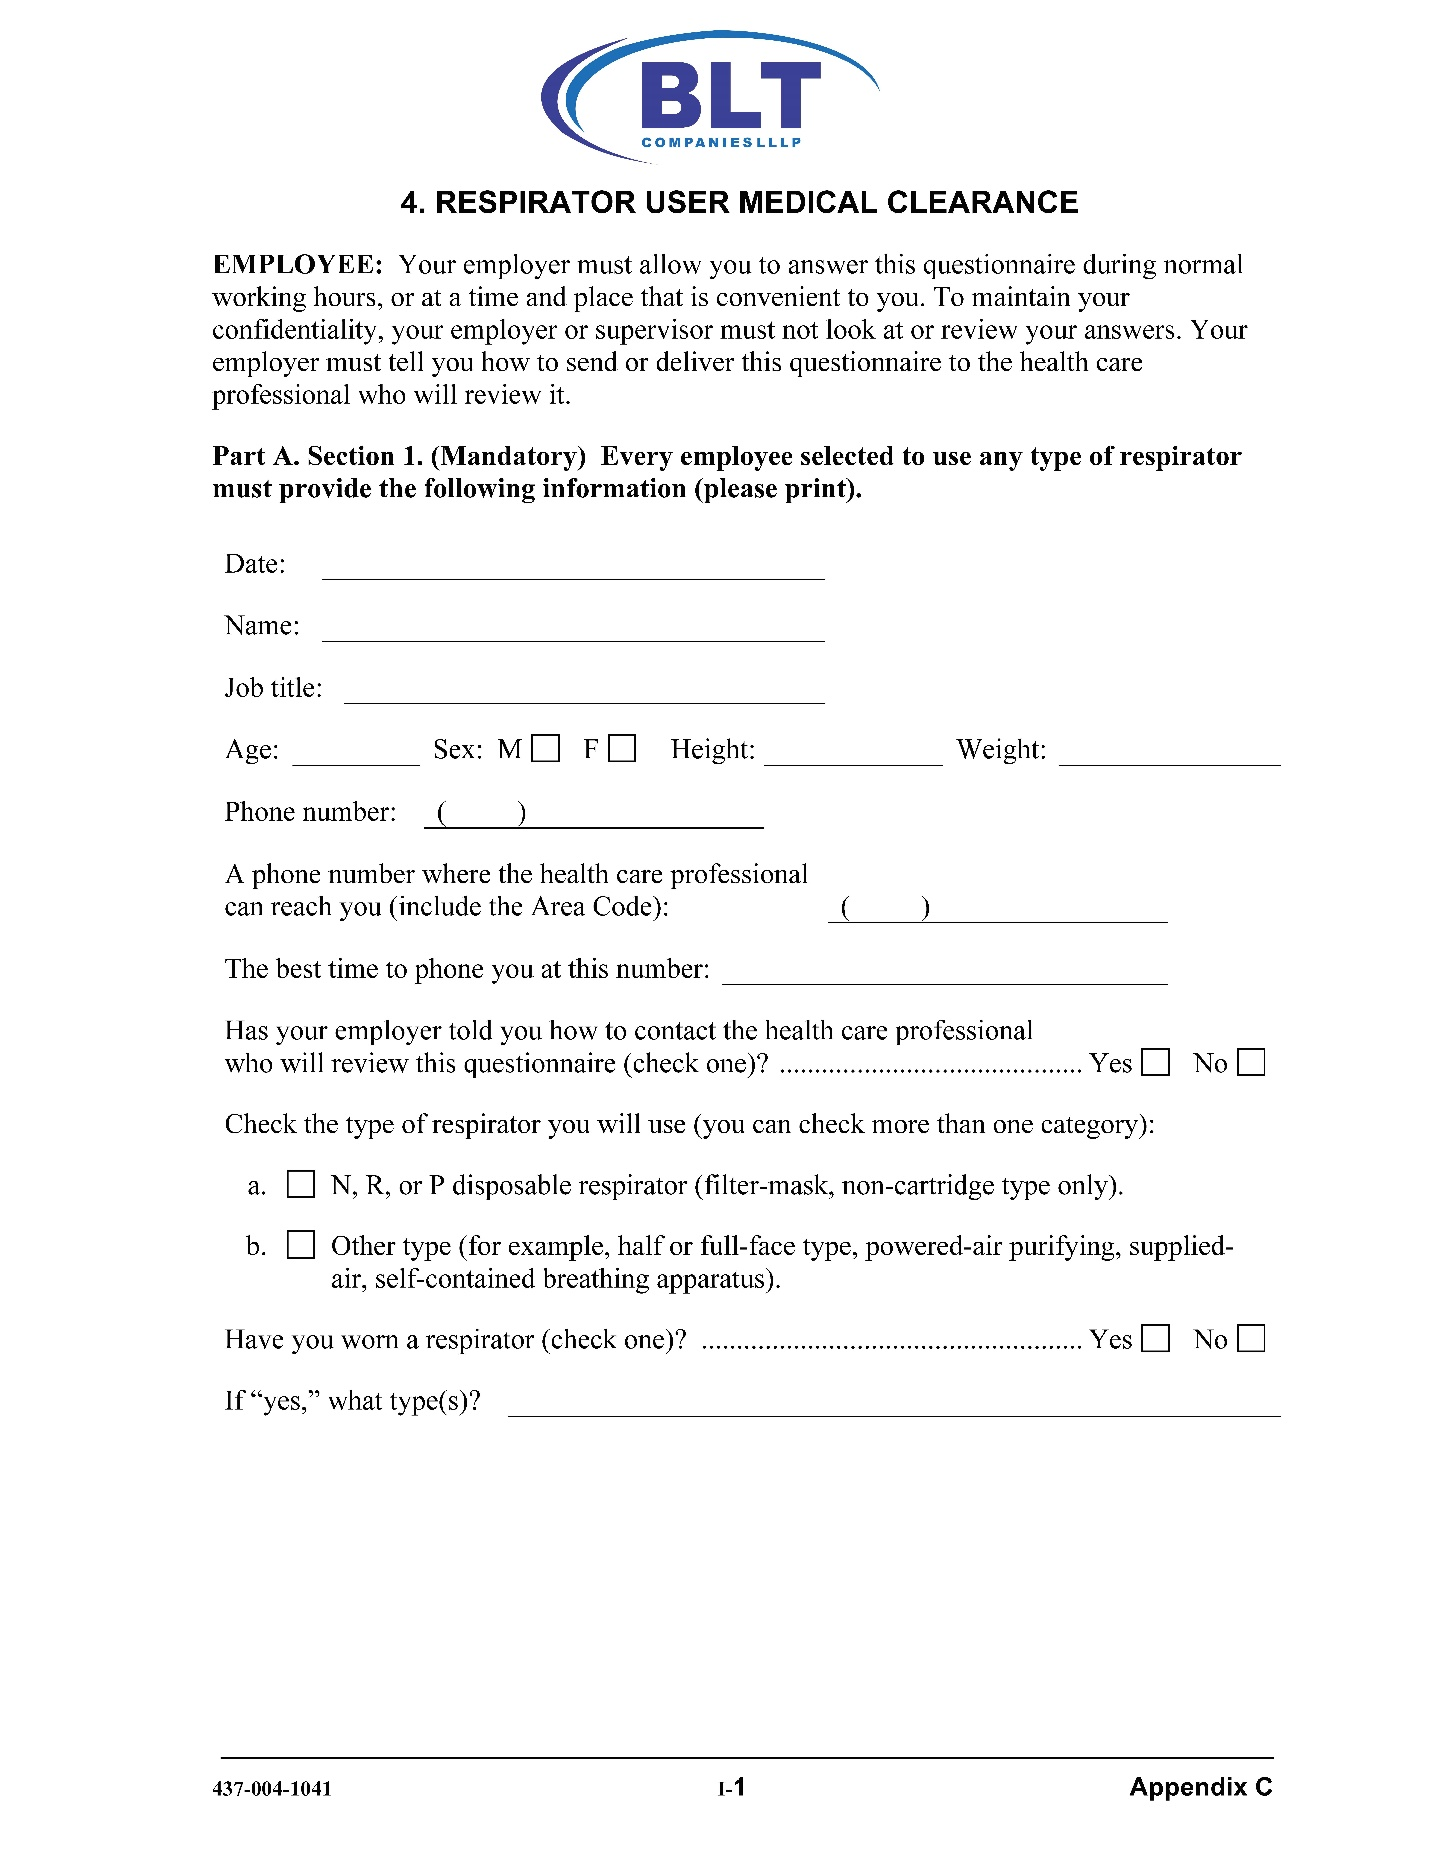 BLT
COMPANIESLLLP
4. RESPIRATOR USER MEDICAL CLEARANCE
EMPLOYEE: Your employer must allow you to answer this questionnaire during normal
working hours, or at a time and place that is convenient to you. To maintain your
confidentiality, your employer or supervisor must not look at or review your answers. Your
employer must tell you how to send or deliver this questionnaire to the health care
professional who will review it.
Part A. Section 1. (Mandatory) Every employee selected to use any type of respirator
must provide the following information (please print).
Date:
Name:
Job title:
Age: Sex: M F Height: Weight:
Phone number: ( )
A phone number where the health care professional
can reach you (include the Area Code): ( )
The best time to phone you at this number:
Has your employer told you how to contact the health care professional
who will review this questionnaire (check one)? ........................................... Yes No
Check the type of respirator you will use (you can check more than one category):
a. N, R, or P disposable respirator (filter-mask, non-cartridge type only).
b. Other type (for example, half or full-face type, powered-air purifying, supplied-
air, self-contained breathing apparatus).
Have you worn a respirator (check one)? ...................................................... Yes No
If “yes,” what type(s)?
437-004-1041 I-1 Appendix C